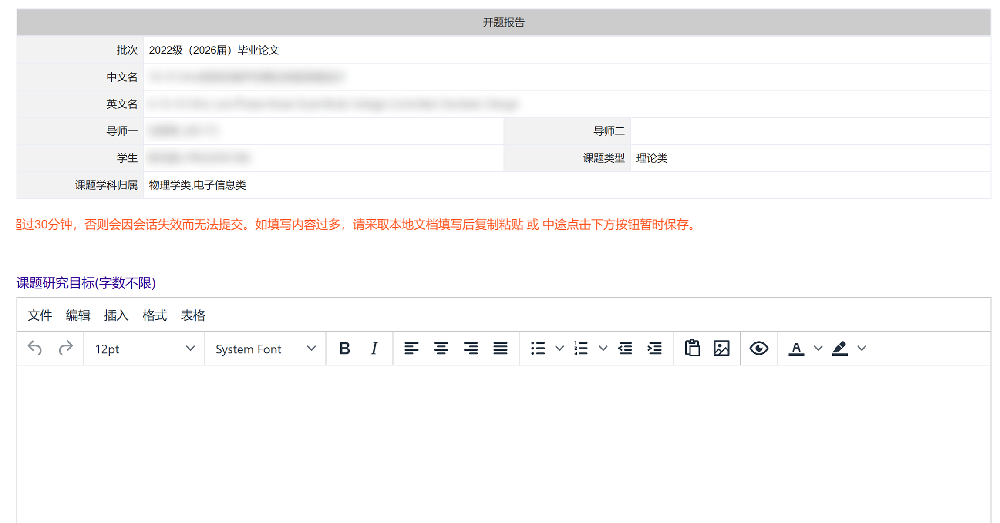 开题报告
批次 2022级（2026届）毕业论文
中文名
英文名
导师一 导师二
学生 课题类型 理论类
课题学科归属 物理学类,电子信息类
过30分钟，否则会因会话失效而无法提交。如填写内容过多，请采取本地文档填写后复制粘贴 或 中途点击下方按钮暂时保存。
课题研究目标(字数不限)
文件 编辑 插入 格式 表格
12pt System Font B I A